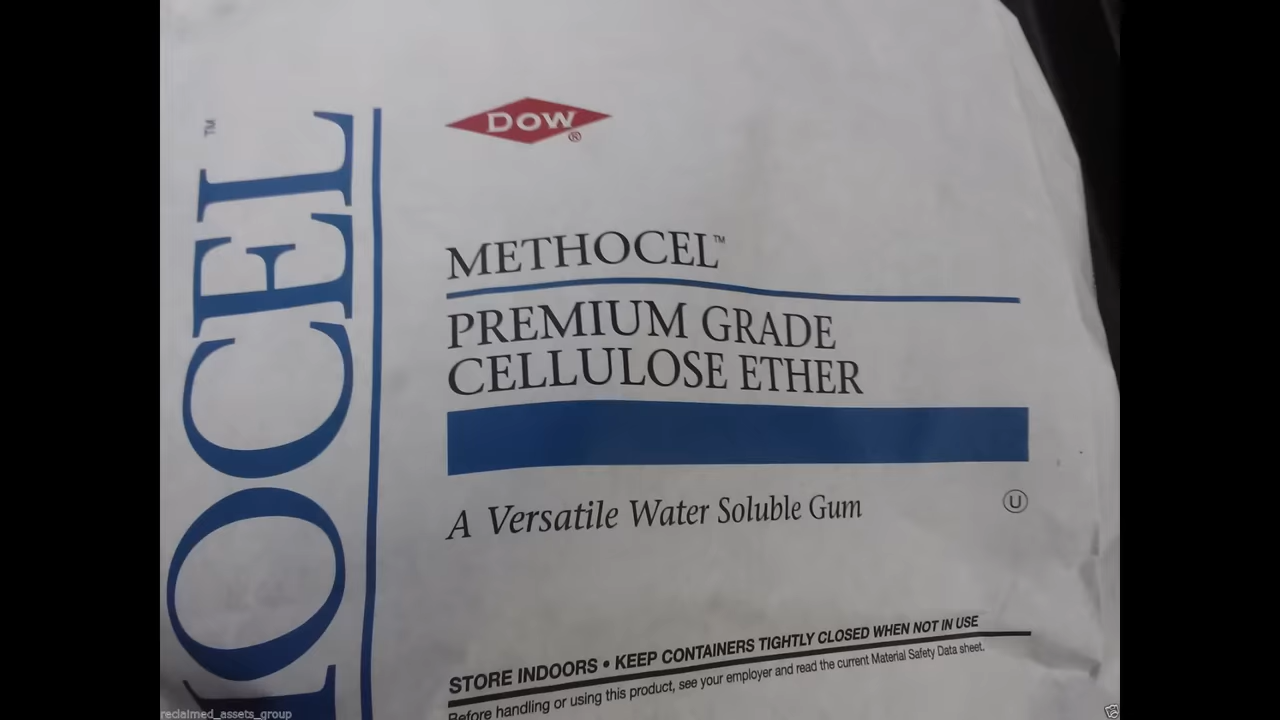 OCEL™
DOW®
METHOCEL™
PREMIUM GRADE
CELLULOSE ETHER
A Versatile Water Soluble Gum
U
STORE INDOORS • KEEP CONTAINERS TIGHTLY CLOSED WHEN NOT IN USE
Before handling or using this product, see your employer and read the current Material Safety Data sheet.
reclaimed_assets_group